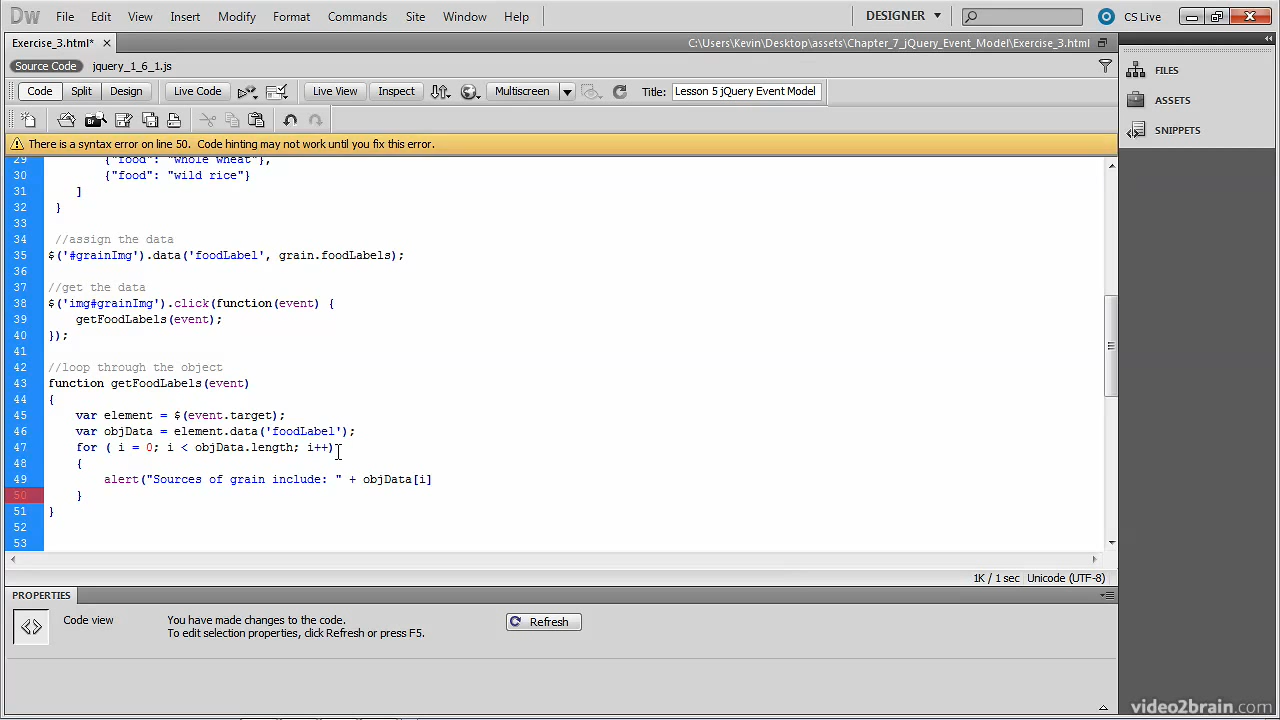 Dw File Edit View Insert Modify Format Commands Site Window Help DESIGNER CS Live
Exercise_3.html* C:\Users\Kevin\Desktop\assets\Chapter_7_jQuery_Event_Model\Exercise_3.html
Source Code jquery_1_6_1.js
Code Split Design Live Code Live View Inspect Multiscreen Title: Lesson 5 jQuery Event Model
There is a syntax error on line 50. Code hinting may not work until you fix this error.
29 {"food": "whole wheat"},
30 {"food": "wild rice"}
31 ]
32 }
33
34 //assign the data
35 $('#grainImg').data('foodLabel', grain.foodLabels);
36
37 //get the data
38 $('img#grainImg').click(function(event) {
39 getFoodLabels(event);
40 });
41
42 //loop through the object
43 function getFoodLabels(event)
44 {
45 var element = $(event.target);
46 var objData = element.data('foodLabel');
47 for ( i = 0; i < objData.length; i++)
48 {
49 alert("Sources of grain include: " + objData[i]
50 }
51 }
52
53
1K / 1 sec Unicode (UTF-8)
PROPERTIES
Code view You have made changes to the code.
To edit selection properties, click Refresh or press F5.
Refresh
FILES
ASSETS
SNIPPETS
video2brain.com